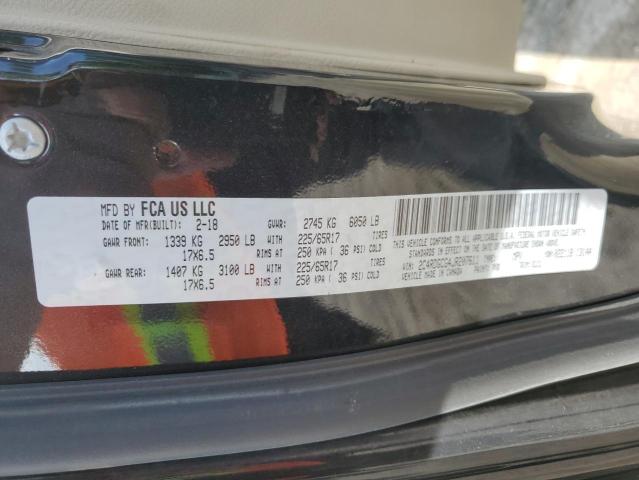 MFD BY FCA US LLC
DATE OF MFR(BUILT): 2-18 GVWR: 2745 KG 6050 LB
GAWR FRONT: 1339 KG 2950 LB WITH 225/65R17 TIRES
17X6.5 RIMS AT 250 KPA ( 36 PSI) COLD
GAWR REAR: 1407 KG 3100 LB WITH 225/65R17 TIRES
17X6.5 RIMS AT 250 KPA ( 36 PSI) COLD
THIS VEHICLE CONFORMS TO ALL APPLICABLE U.S.A. FEDERAL MOTOR VEHICLE SAFETY
STANDARDS IN EFFECT ON THE DATE OF MANUFACTURE SHOWN ABOVE.
VIN: TYPE: MPV
VEHICLE MADE IN CANADA PAINT: